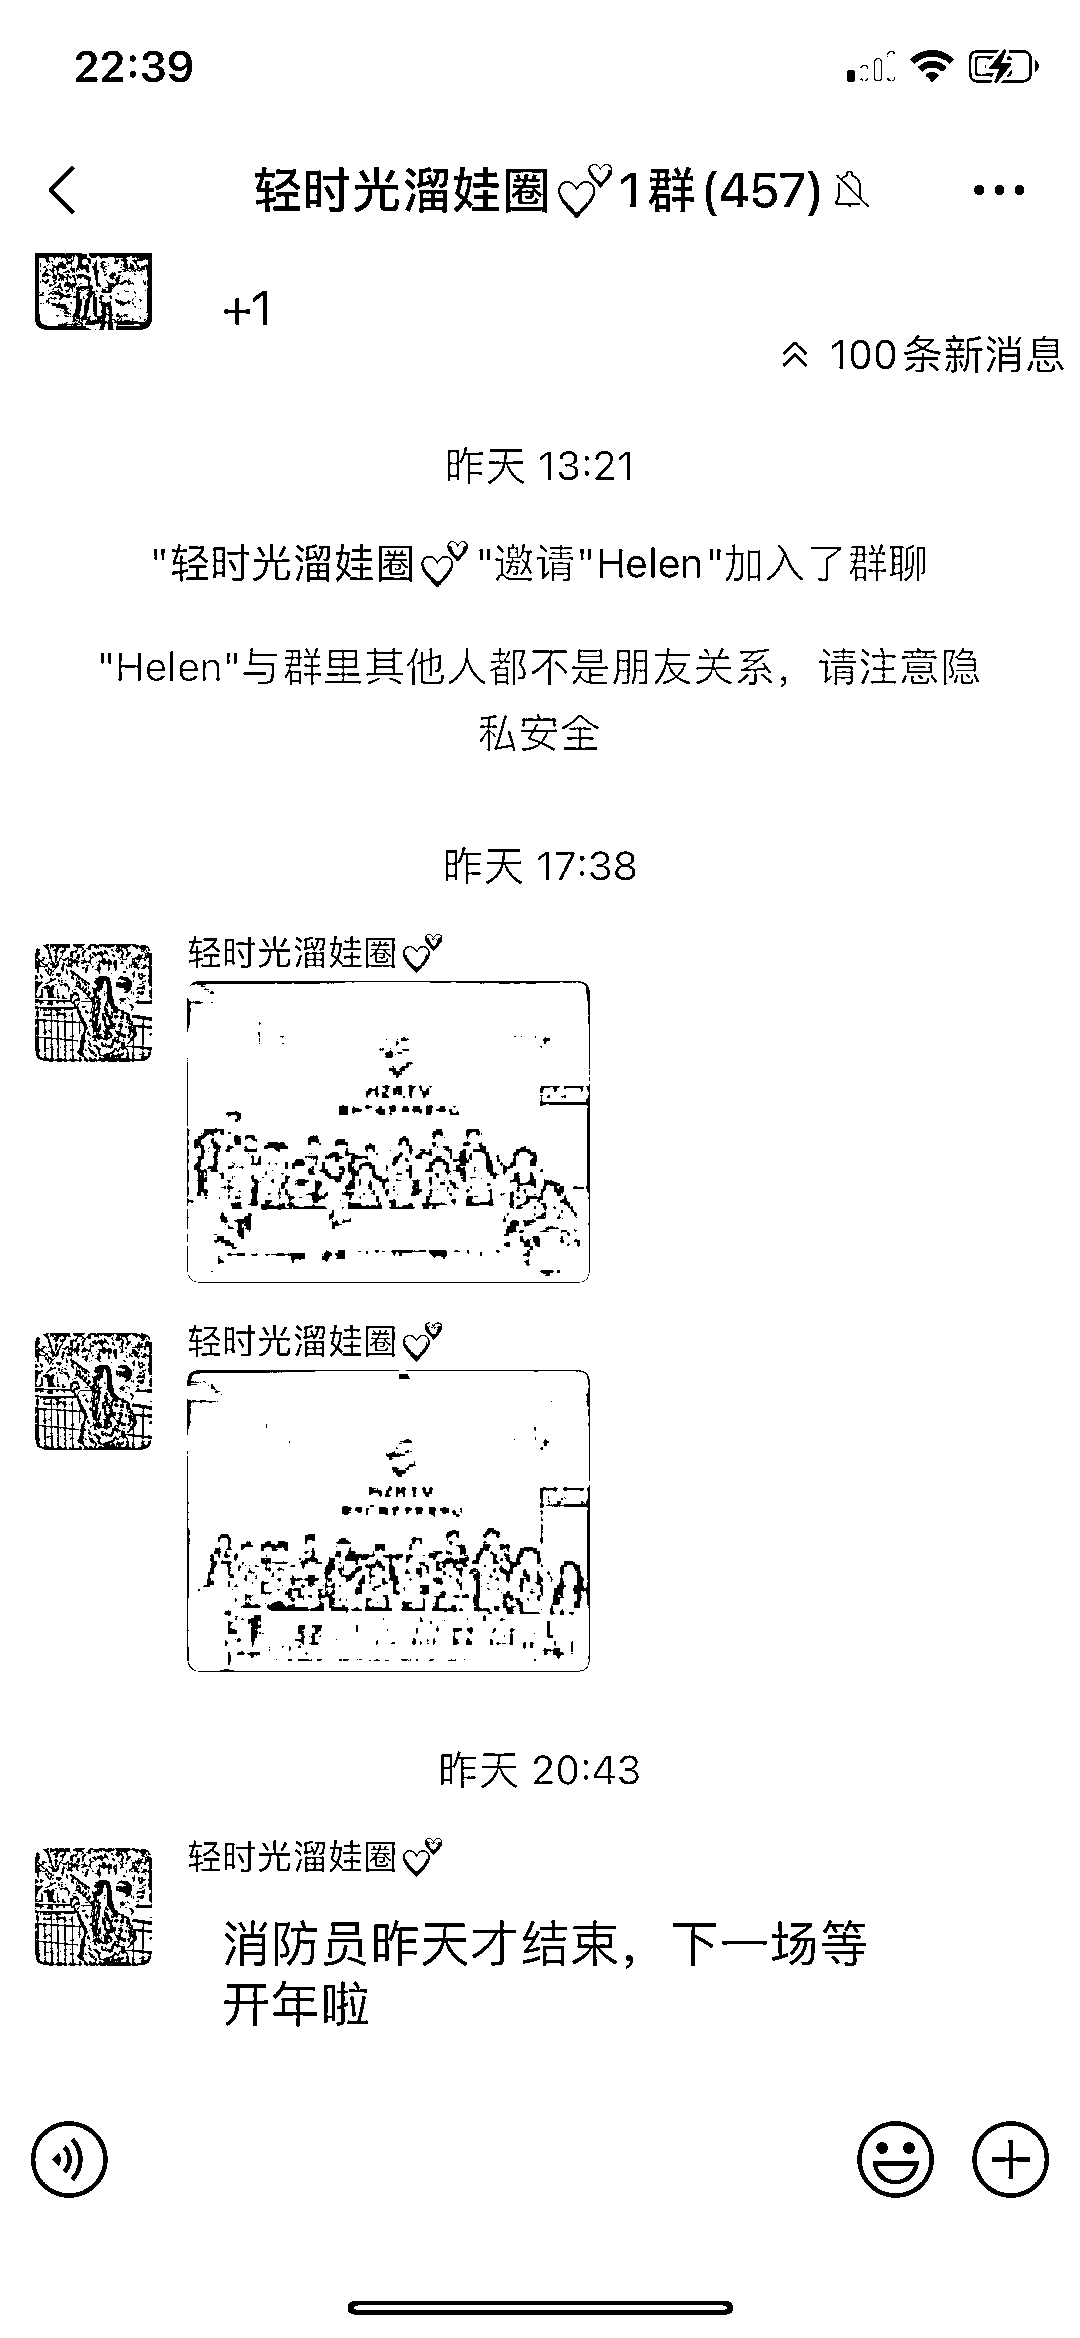 22:39
轻时光溜娃圈💕1群(457)
+1
100条新消息
昨天 13:21
"轻时光溜娃圈💕"邀请"Helen"加入了群聊
"Helen"与群里其他人都不是朋友关系，请注意隐
私安全
昨天 17:38
轻时光溜娃圈💕
轻时光溜娃圈💕
昨天 20:43
轻时光溜娃圈💕
消防员昨天才结束，下一场等
开年啦